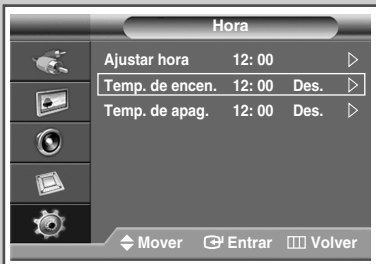 Hora
Ajustar hora 12: 00
Temp. de encen. 12: 00 Des.
Temp. de apag. 12: 00 Des.
Mover Entrar Volver